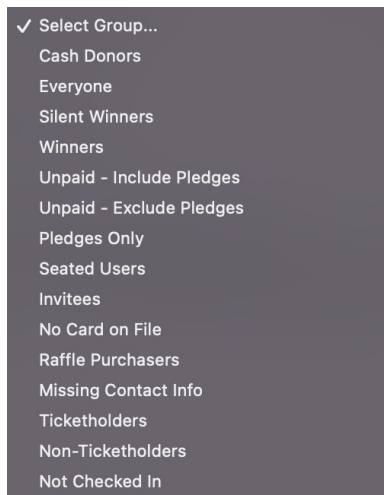 ✓ Select Group...
Cash Donors
Everyone
Silent Winners
Winners
Unpaid - Include Pledges
Unpaid - Exclude Pledges
Pledges Only
Seated Users
Invitees
No Card on File
Raffle Purchasers
Missing Contact Info
Ticketholders
Non-Ticketholders
Not Checked In